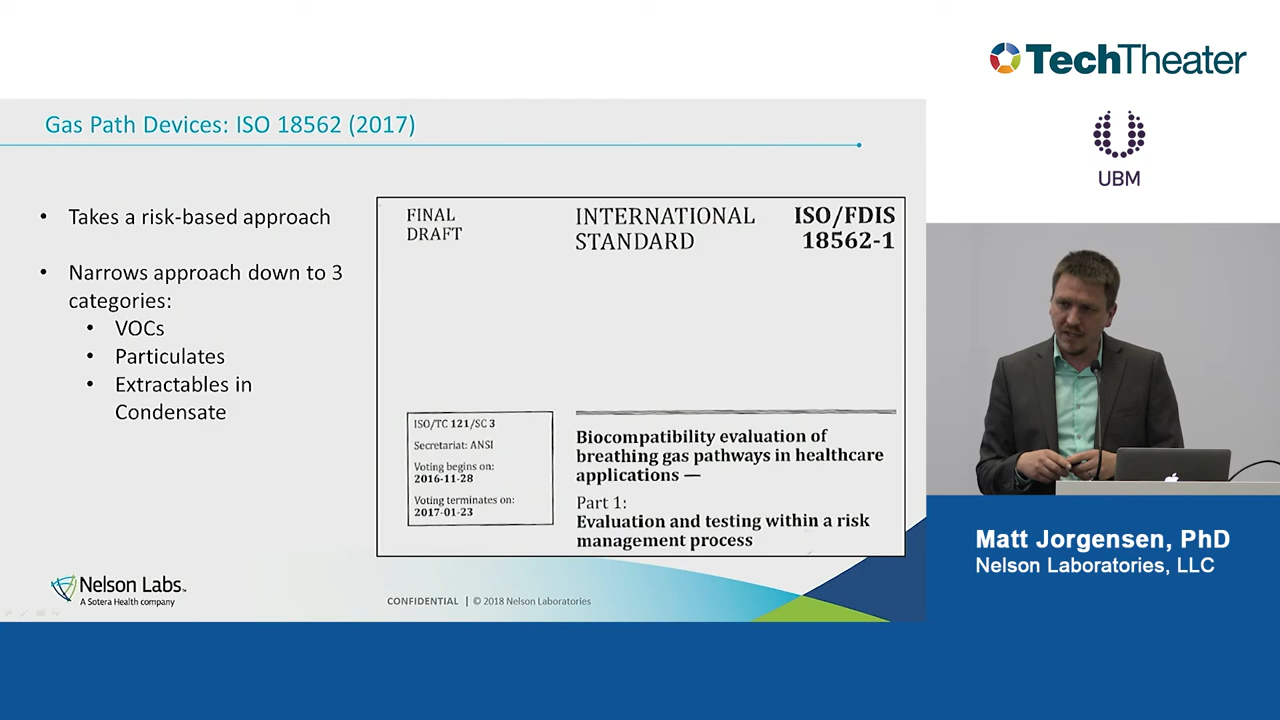 TechTheater
UBM
Gas Path Devices: ISO 18562 (2017)
• Takes a risk-based approach
• Narrows approach down to 3
categories:
• VOCs
• Particulates
• Extractables in
Condensate
FINAL
DRAFT
INTERNATIONAL
STANDARD
ISO/FDIS
18562-1
ISO/TC 121/SC 3
Secretariat: ANSI
Voting begins on:
2016-11-28
Voting terminates on:
2017-01-23
Biocompatibility evaluation of
breathing gas pathways in healthcare
applications —
Part 1:
Evaluation and testing within a risk
management process
Nelson Labs™
A Sotera Health company
CONFIDENTIAL | © 2018 Nelson Laboratories
Matt Jorgensen, PhD
Nelson Laboratories, LLC